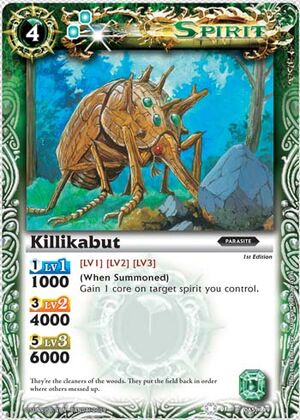 4
SPIRIT
Killikabut
PARASITE
1st Edition
1 LV1
1000
3 LV2
4000
5 LV3
6000
[LV1] [LV2] [LV3]
(When Summoned)
Gain 1 core on target spirit you control.
They're the cleaners of the woods. They put the field back in order
where others messed up.